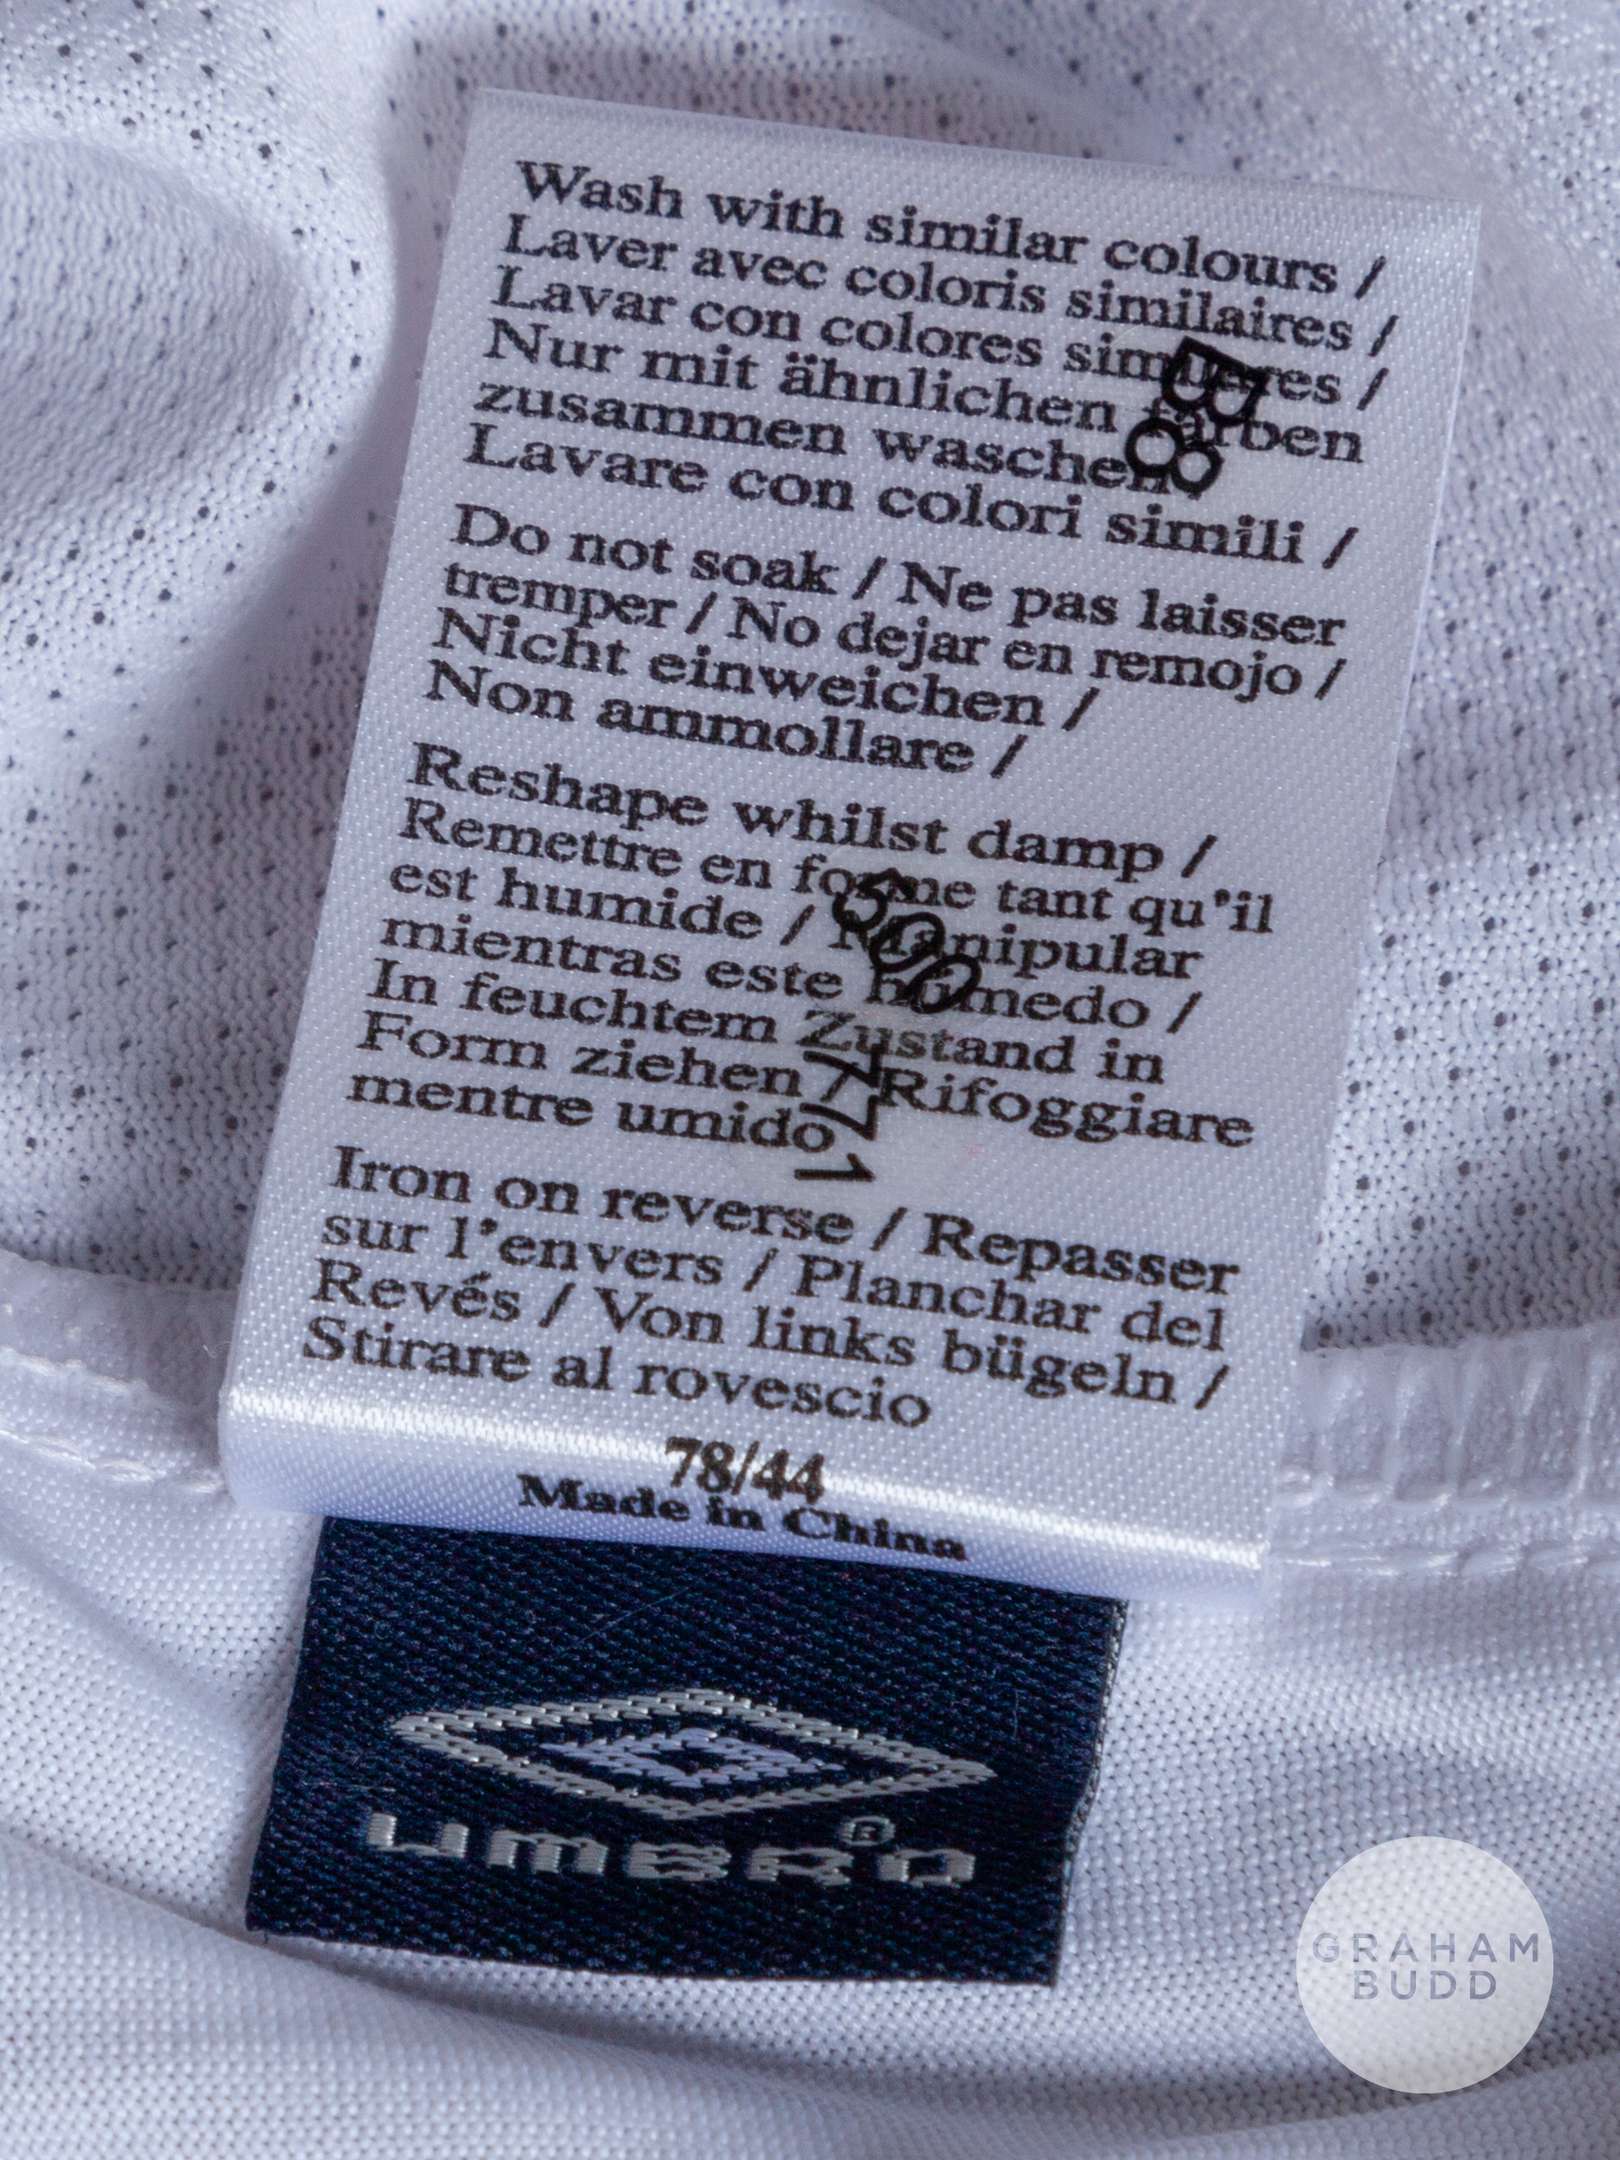 Wash with similar colours /
Laver avec coloris similaires /
Lavar con colores similares /
Nur mit ähnlichen farben
zusammen waschen /
Lavare con colori simili /
Do not soak / Ne pas laisser
tremper / No dejar en remojo /
Nicht einweichen /
Non ammollare /
Reshape whilst damp /
Remettre en forme tant qu'il
est humide / Manipular
mientras este húmedo /
In feuchtem Zustand in
Form ziehen / Rifoggiare
mentre umido
Iron on reverse / Repasser
sur l'envers / Planchar del
Revés / Von links bügeln /
Stirare al rovescio
78/44
Made in China
UMBRO®
GRAHAM
BUDD